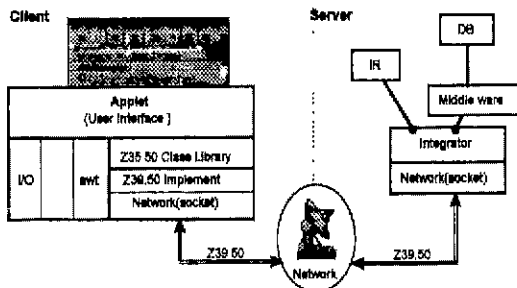 Client
Server
DB
IR
Applet
(User Interface)
Middle ware
Integrator
I/O
awt
Z35 50 Class Library
Z39,50 Implement
Network(socket)
Network(socket)
Z39 50
Network
Z39,50